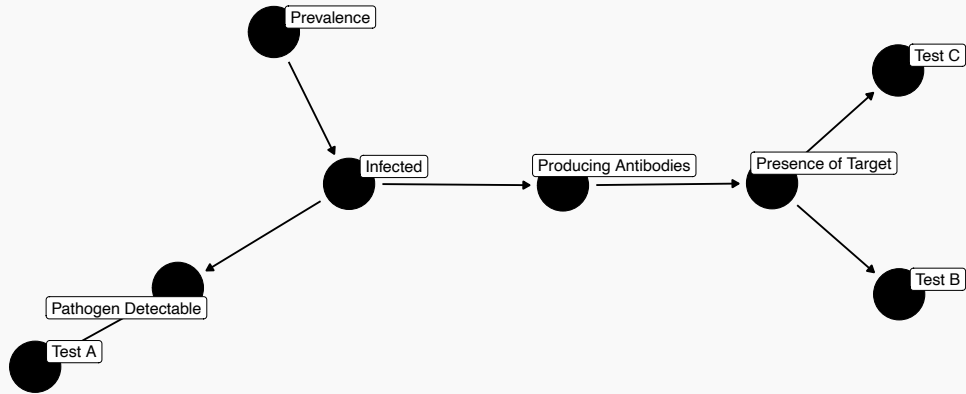 Prevalence
Test C
Infected
Producing Antibodies
Presence of Target
Test B
Pathogen Detectable
Test A